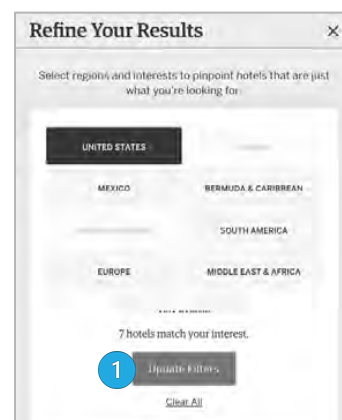 Refine Your Results ×
Select regions and interests to pinpoint hotels that are just
what you're looking for
UNITED STATES
MEXICO BERMUDA & CARIBBEAN
SOUTH AMERICA
EUROPE MIDDLE EAST & AFRICA
7 hotels match your interest.
1 Update Filters
Clear All